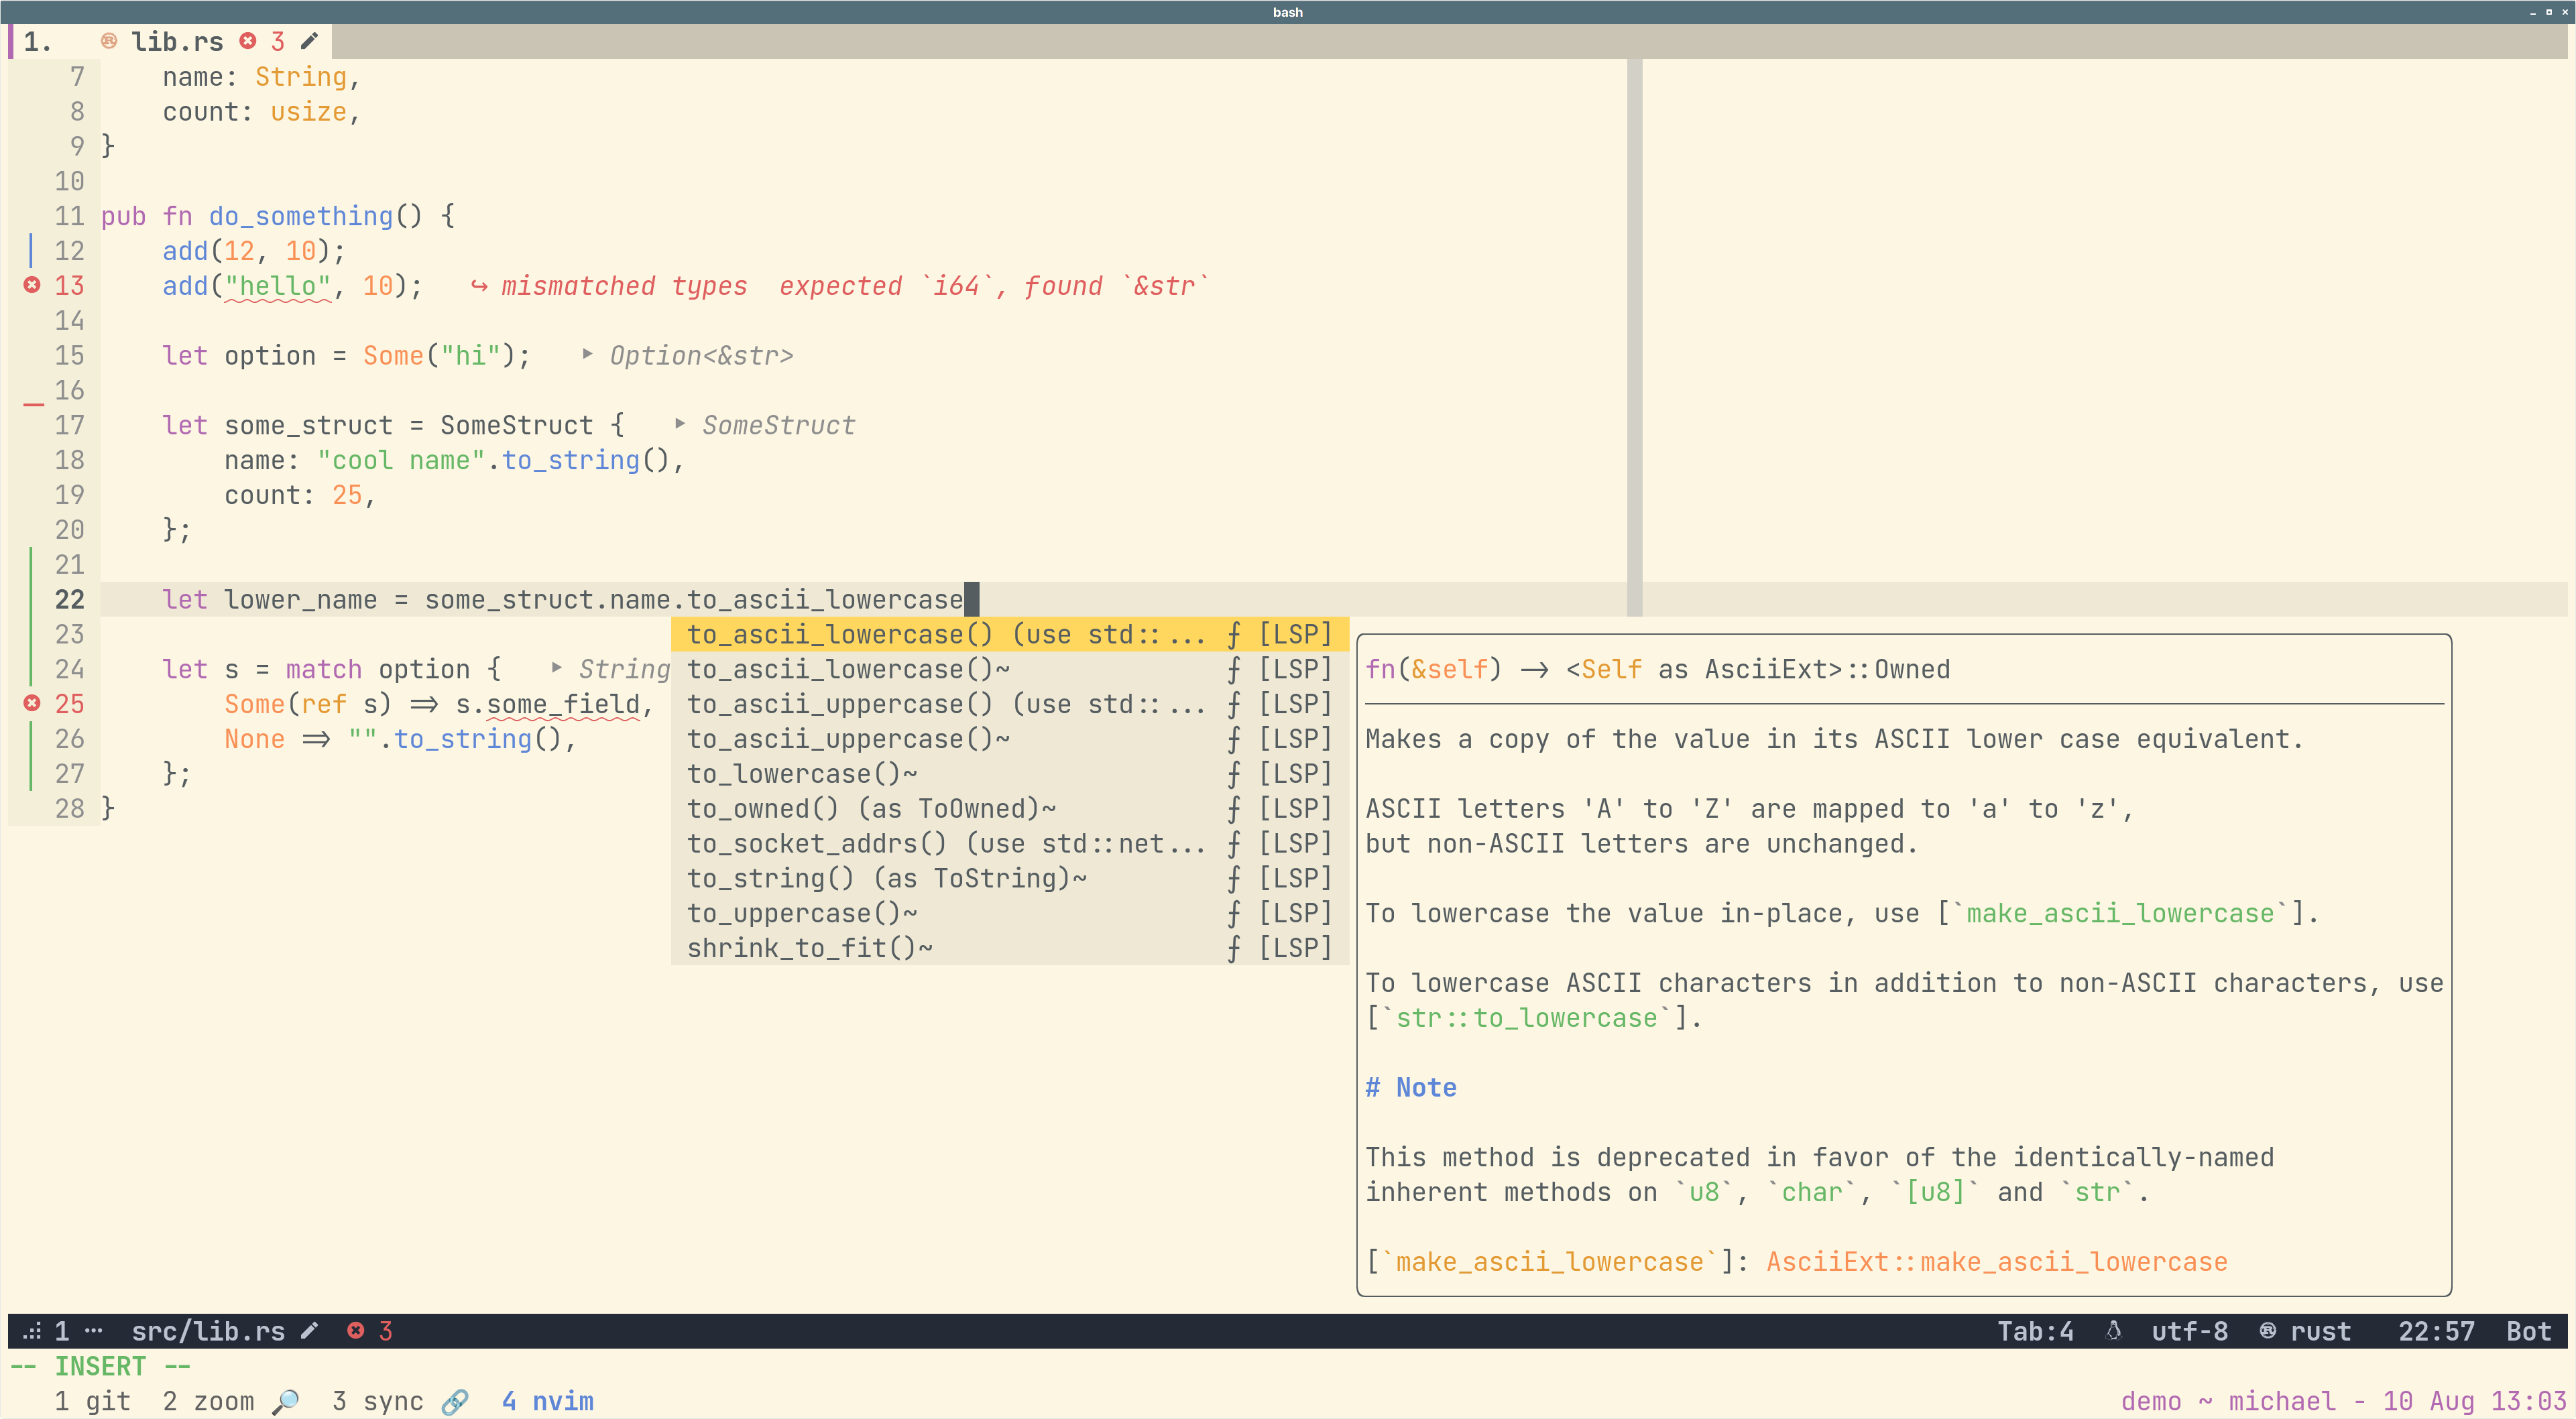 bash
1. lib.rs 3
7 name: String,
8 count: usize,
9 }
10
11 pub fn do_something() {
12 add(12, 10);
13 add("hello", 10); ↪ mismatched types expected `i64`, found `&str`
14
15 let option = Some("hi"); ▸ Option<&str>
16
17 let some_struct = SomeStruct { ▸ SomeStruct
18 name: "cool name".to_string(),
19 count: 25,
20 };
21
22 let lower_name = some_struct.name.to_ascii_lowercase
23
24 let s = match option { ▸ String
25 Some(ref s) => s.some_field,
26 None => "".to_string(),
27 };
28 }
to_ascii_lowercase() (use std::... ƒ [LSP]
to_ascii_lowercase()~ ƒ [LSP]
to_ascii_uppercase() (use std::... ƒ [LSP]
to_ascii_uppercase()~ ƒ [LSP]
to_lowercase()~ ƒ [LSP]
to_owned() (as ToOwned)~ ƒ [LSP]
to_socket_addrs() (use std::net... ƒ [LSP]
to_string() (as ToString)~ ƒ [LSP]
to_uppercase()~ ƒ [LSP]
shrink_to_fit()~ ƒ [LSP]
fn(&self) -> <Self as AsciiExt>::Owned
Makes a copy of the value in its ASCII lower case equivalent.
ASCII letters 'A' to 'Z' are mapped to 'a' to 'z',
but non-ASCII letters are unchanged.
To lowercase the value in-place, use [`make_ascii_lowercase`].
To lowercase ASCII characters in addition to non-ASCII characters, use
[`str::to_lowercase`].
# Note
This method is deprecated in favor of the identically-named
inherent methods on `u8`, `char`, `[u8]` and `str`.
[`make_ascii_lowercase`]: AsciiExt::make_ascii_lowercase
1 ··· src/lib.rs 3 Tab:4 utf-8 rust 22:57 Bot
-- INSERT --
1 git 2 zoom 🔎 3 sync 🔗 4 nvim demo ~ michael - 10 Aug 13:03